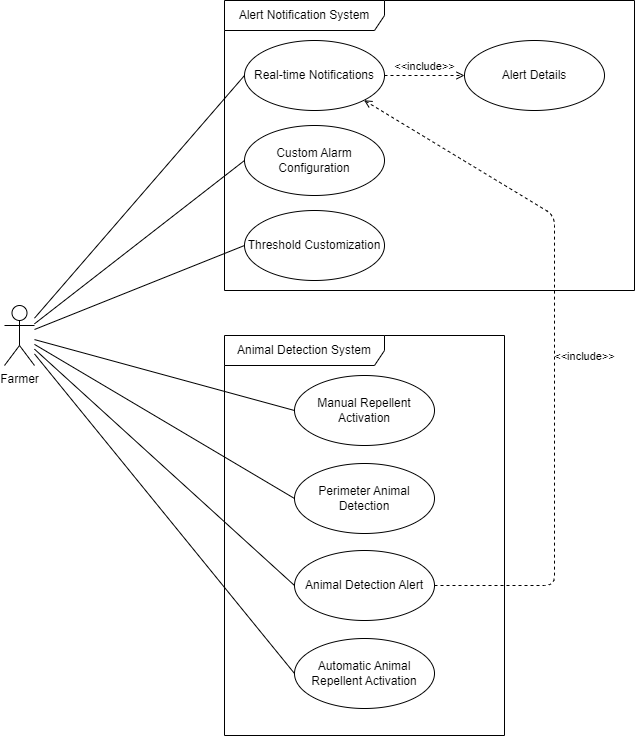 Alert Notification System
Real-time Notifications
<<include>>
Alert Details
Custom Alarm
Configuration
Threshold Customization
Farmer
Animal Detection System
<<include>>
Manual Repellent
Activation
Perimeter Animal
Detection
Animal Detection Alert
Automatic Animal
Repellent Activation